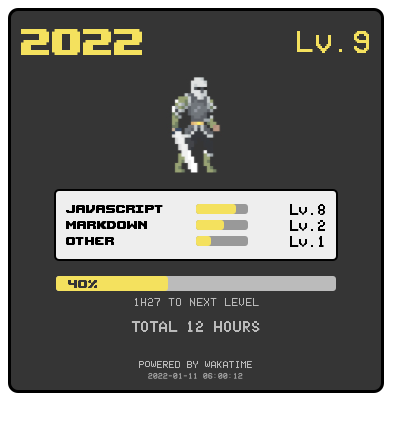 2022 Lv.9
JAVASCRIPT Lv.8
MARKDOWN Lv.2
OTHER Lv.1
40%
1H27 TO NEXT LEVEL
TOTAL 12 HOURS
POWERED BY WAKATIME
2022-01-11 06:00:12